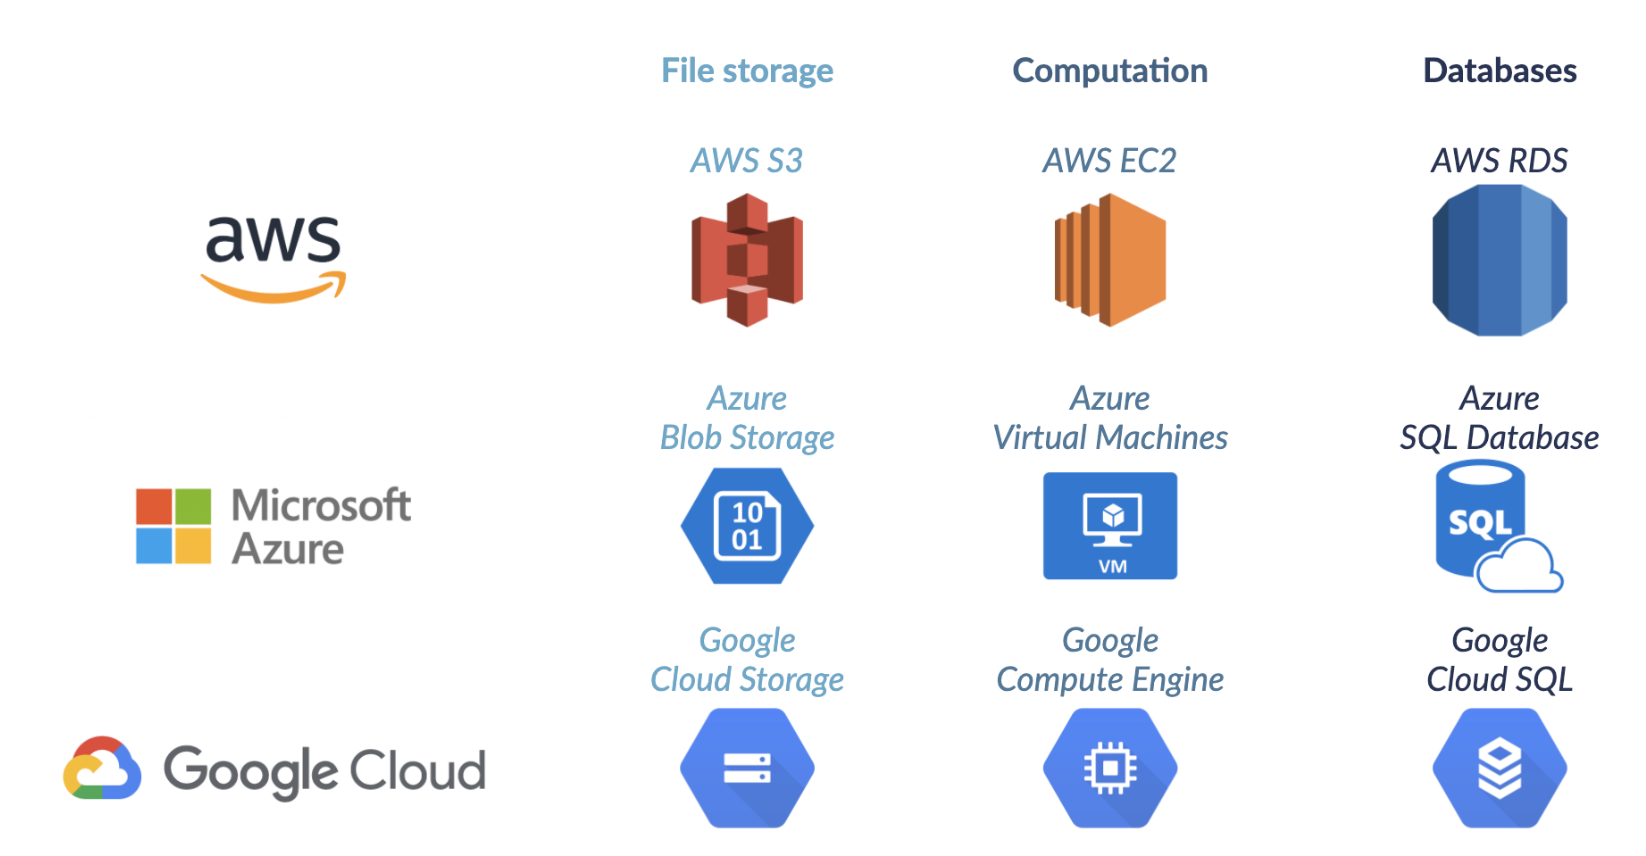 File storage
Computation
Databases
AWS S3
AWS EC2
AWS RDS
aws
Azure
Blob Storage
Azure
Virtual Machines
Azure
SQL Database
Microsoft
Azure
10
01
VM
SQL
Google
Cloud Storage
Google
Compute Engine
Google
Cloud SQL
Google Cloud